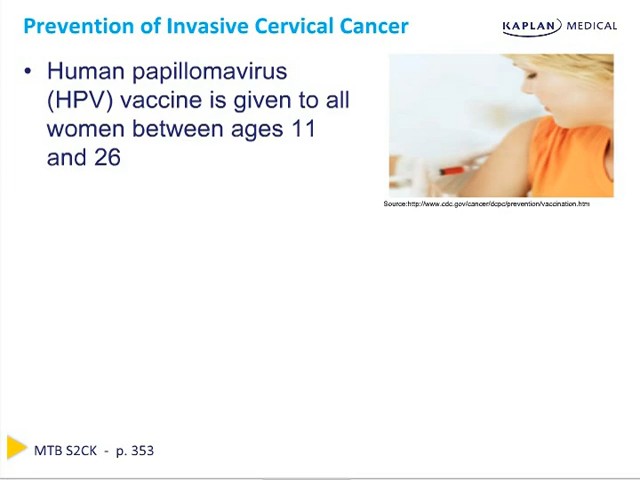 Prevention of Invasive Cervical Cancer
KAPLAN MEDICAL
• Human papillomavirus
(HPV) vaccine is given to all
women between ages 11
and 26
Source:http://www.cdc.gov/cancer/dcpc/prevention/vaccination.htm
MTB S2CK - p. 353